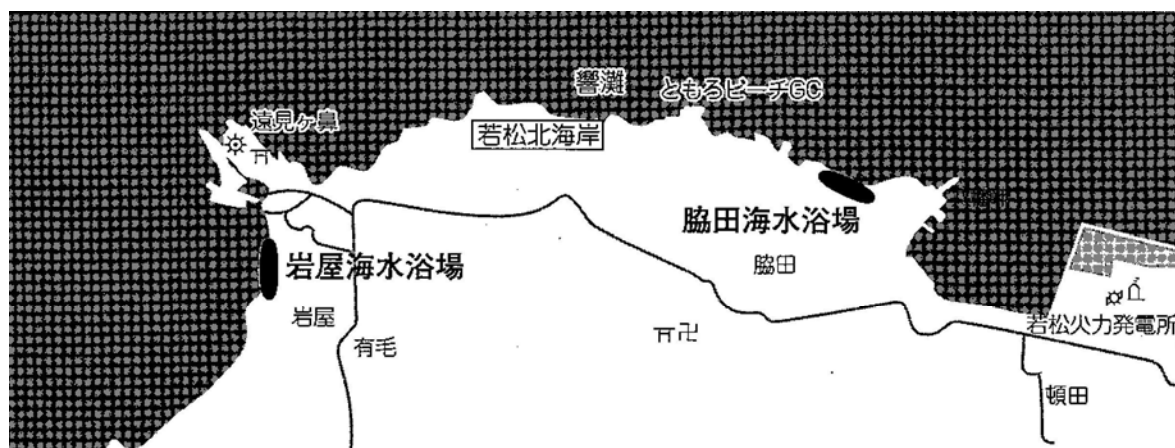 響灘
ともろビーチGC
遠見ヶ鼻
若松北海岸
脇田海水浴場
岩屋海水浴場
脇田
岩屋
有毛
若松火力発電所
頓田